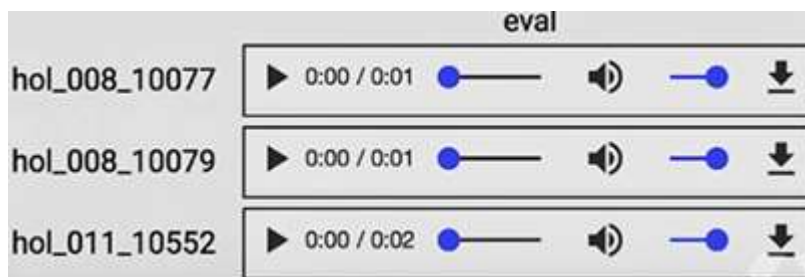 eval
hol_008_10077 0:00 / 0:01
hol_008_10079 0:00 / 0:01
hol_011_10552 0:00 / 0:02